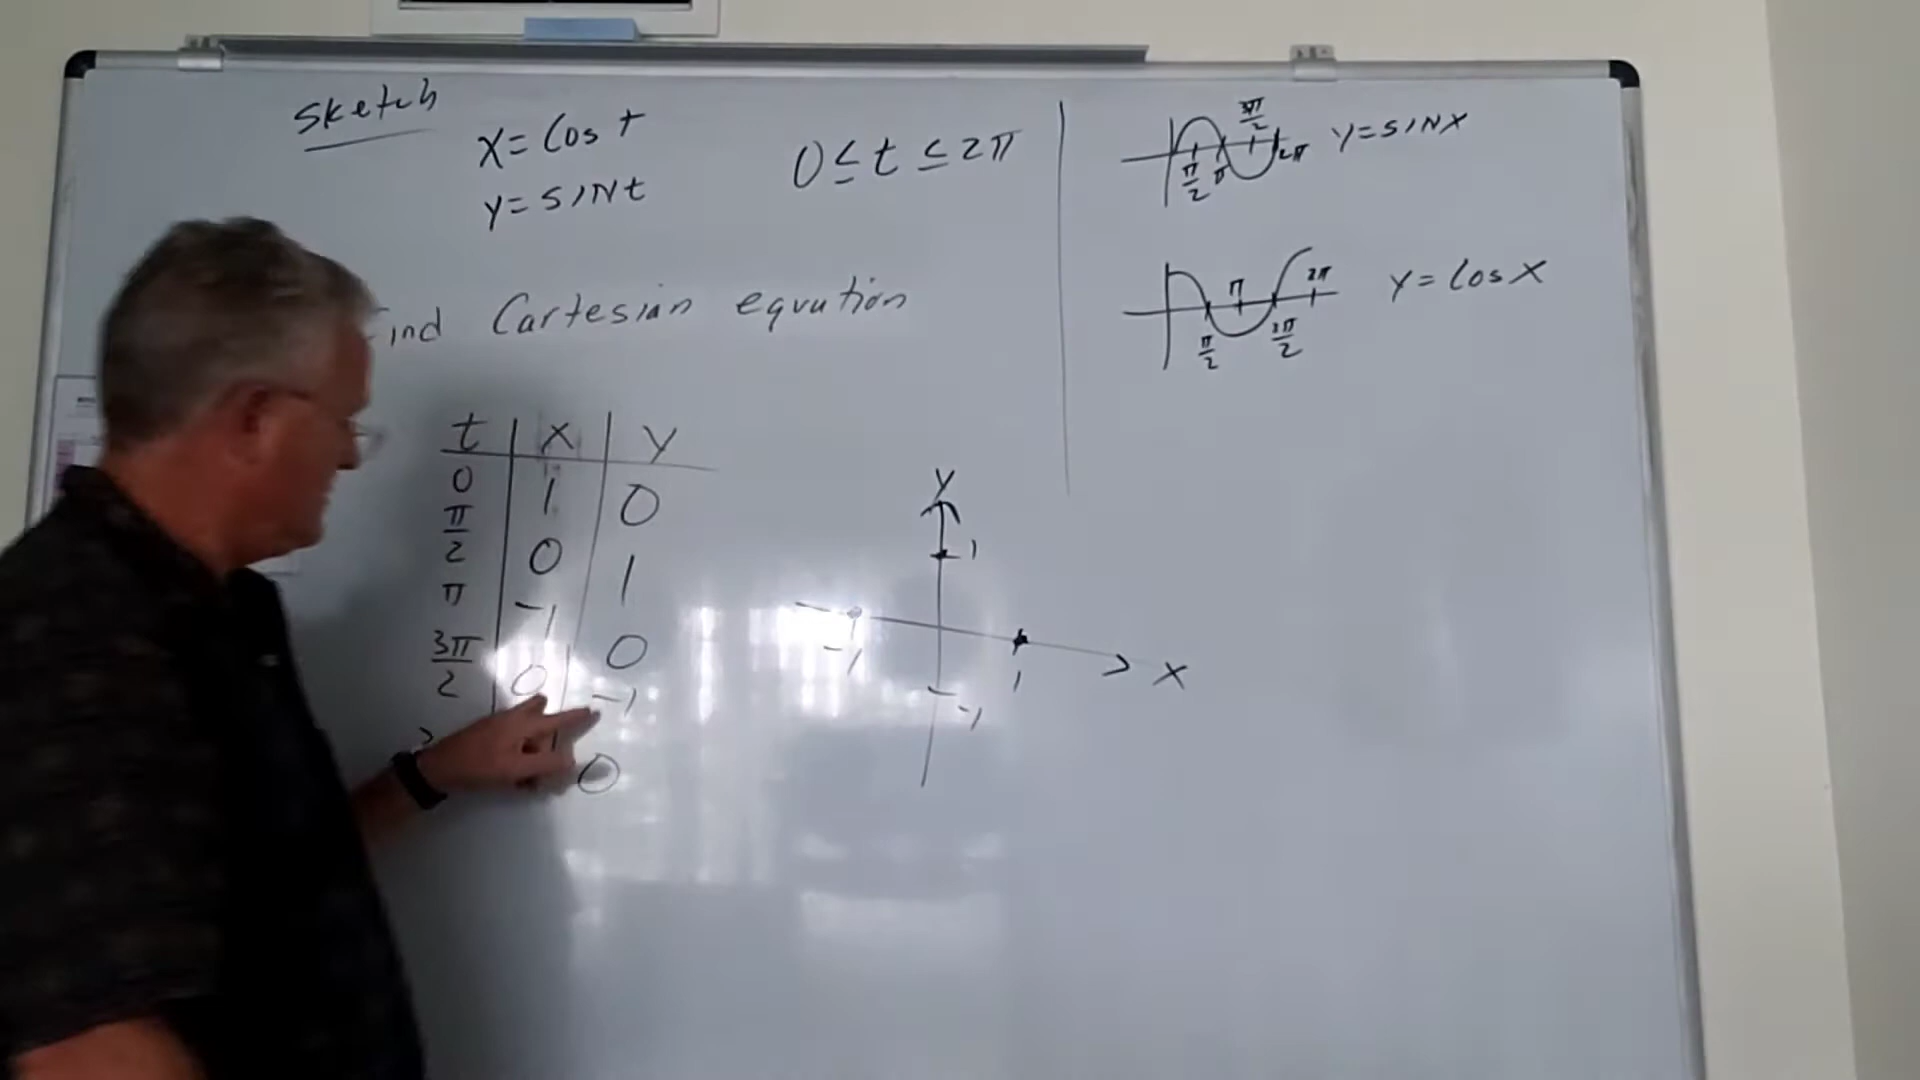 Sketch
x = cos t
y = sin t
0 ≤ t ≤ 2π
ind Cartesian equation
t x y
0 1 0
π/2 0 1
π -1 0
3π/2 0 -1
1 0
y
1
-1
1
x
-1
3π/2
π/2 π 2π
y = sin x
π 2π
π/2 3π/2
y = cos x